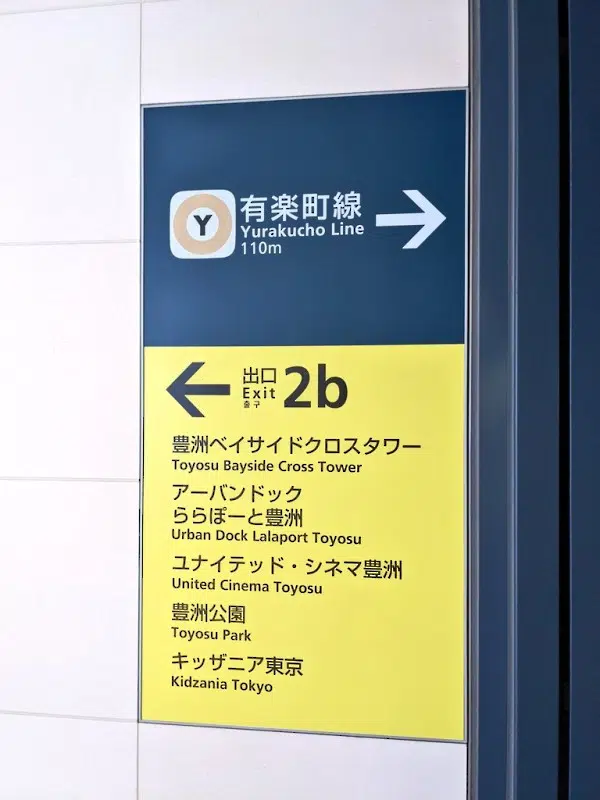 Y
有楽町線
Yurakucho Line
110m
出口
Exit
출구
2b
豊洲ベイサイドクロスタワー
Toyosu Bayside Cross Tower
アーバンドック
ららぽーと豊洲
Urban Dock Lalaport Toyosu
ユナイテッド・シネマ豊洲
United Cinema Toyosu
豊洲公園
Toyosu Park
キッザニア東京
Kidzania Tokyo